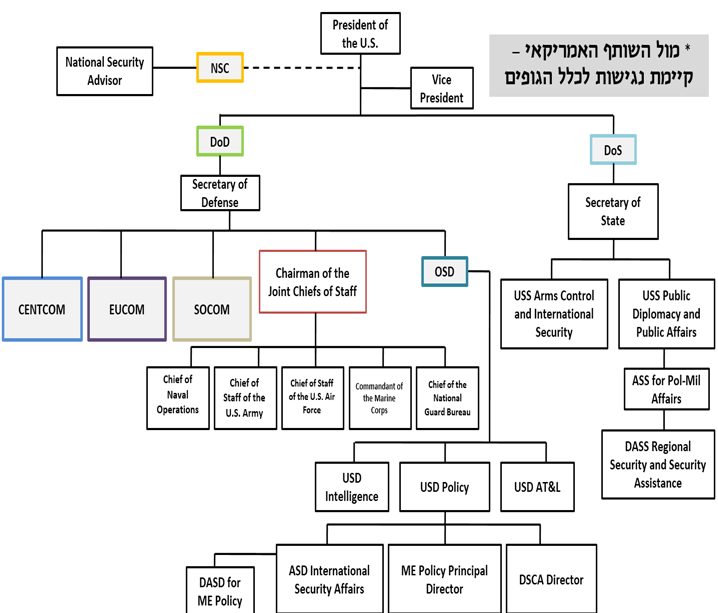 President of
the U.S.
* מול השותף האמריקאי –
קיימת נגישות לכלל הגופים
National Security
Advisor
NSC
Vice
President
DoD
DoS
Secretary of
Defense
Secretary of
State
CENTCOM
EUCOM
SOCOM
Chairman of the
Joint Chiefs of Staff
OSD
USS Arms Control
and International
Security
USS Public
Diplomacy and
Public Affairs
Chief of
Naval
Operations
Chief of
Staff of the
U.S. Army
Chief of Staff
of the U.S. Air
Force
Commandant of
the Marine
Corps
Chief of the
National
Guard Bureau
ASS for Pol-Mil
Affairs
DASS Regional
Security and Security
Assistance
USD
Intelligence
USD Policy
USD AT&L
DASD for
ME Policy
ASD International
Security Affairs
ME Policy Principal
Director
DSCA Director